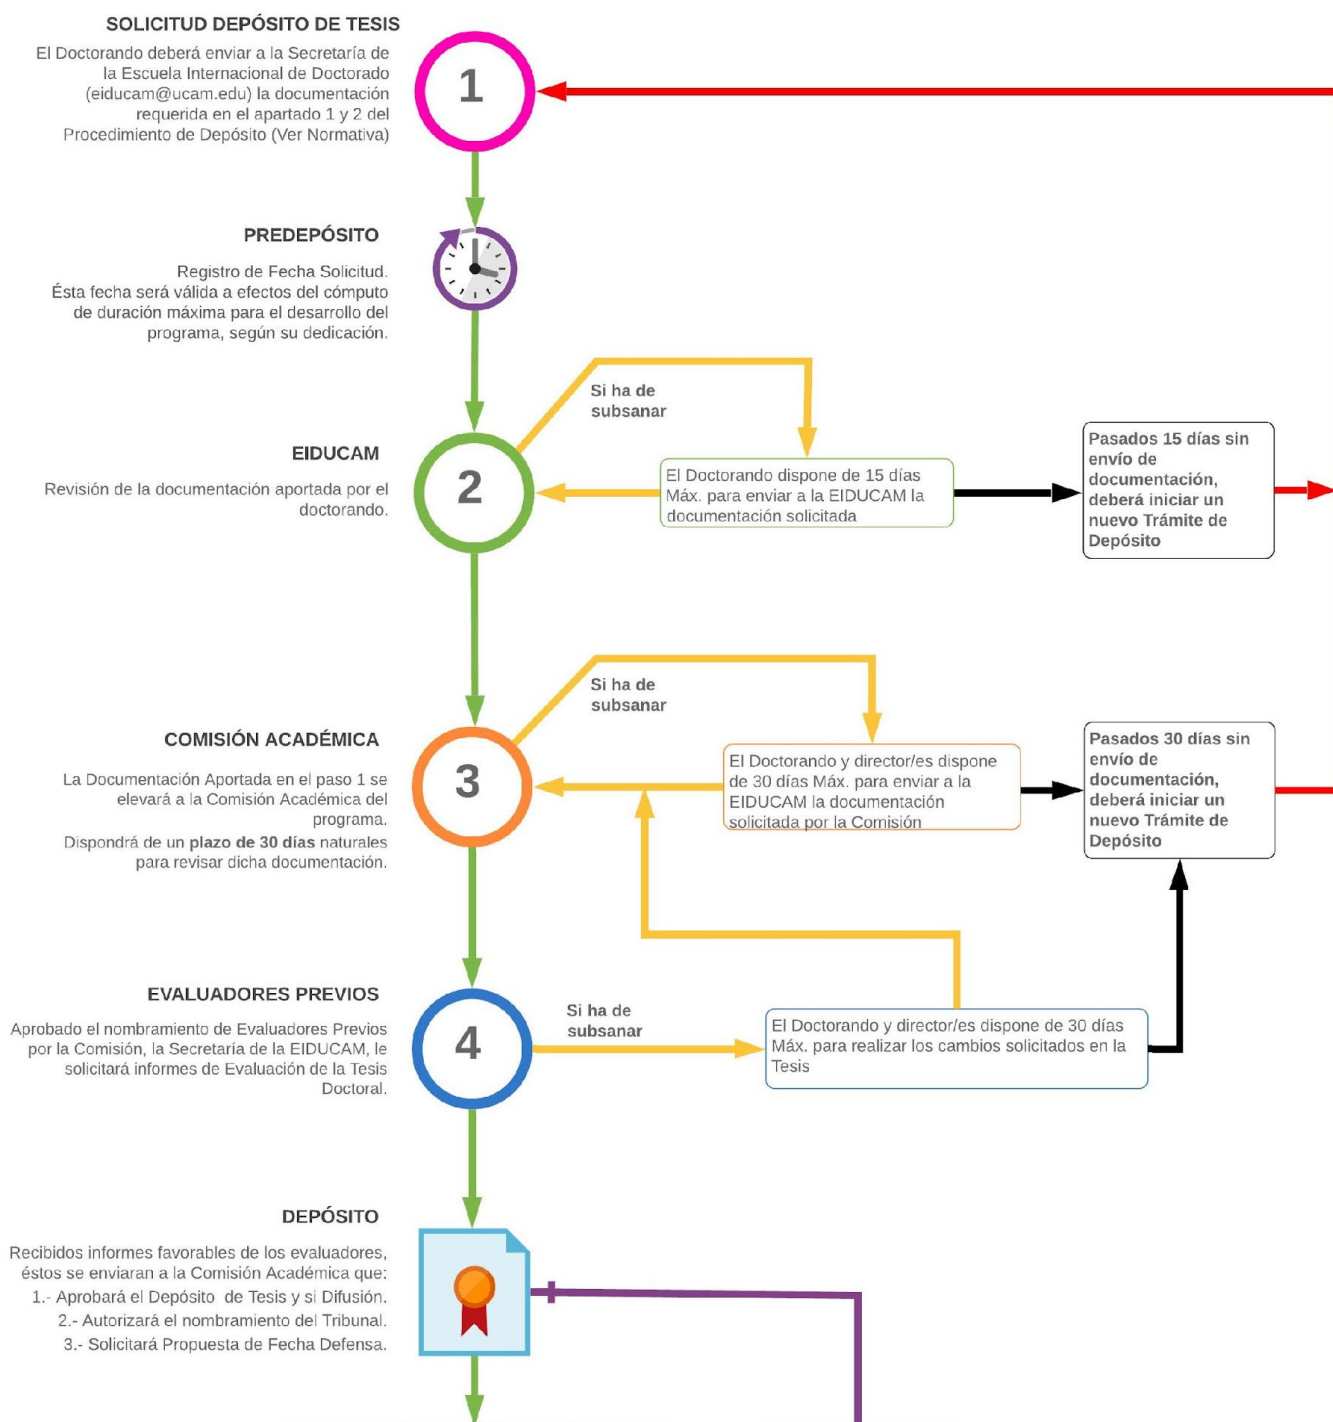 SOLICITUD DEPÓSITO DE TESIS
El Doctorando deberá enviar a la Secretaría de
la Escuela Internacional de Doctorado
(eiducam@ucam.edu) la documentación
requerida en el apartado 1 y 2 del
Procedimiento de Depósito (Ver Normativa)
1
PREDEPÓSITO
Registro de Fecha Solicitud.
Ésta fecha será válida a efectos del cómputo
de duración máxima para el desarrollo del
programa, según su dedicación.
Si ha de
subsanar
EIDUCAM
Revisión de la documentación aportada por el
doctorando.
2
El Doctorando dispone de 15 días
Máx. para enviar a la EIDUCAM la
documentación solicitada
Pasados 15 días sin
envío de
documentación,
deberá iniciar un
nuevo Trámite de
Depósito
Si ha de
subsanar
COMISIÓN ACADÉMICA
La Documentación Aportada en el paso 1 se
elevará a la Comisión Académica del
programa.
Dispondrá de un plazo de 30 días naturales
para revisar dicha documentación.
3
El Doctorando y director/es dispone
de 30 días Máx. para enviar a la
EIDUCAM la documentación
solicitada por la Comisión
Pasados 30 días sin
envío de
documentación,
deberá iniciar un
nuevo Trámite de
Depósito
EVALUADORES PREVIOS
Aprobado el nombramiento de Evaluadores Previos
por la Comisión, la Secretaría de la EIDUCAM, le
solicitará informes de Evaluación de la Tesis
Doctoral.
4
Si ha de
subsanar
El Doctorando y director/es dispone de 30 días
Máx. para realizar los cambios solicitados en la
Tesis
DEPÓSITO
Recibidos informes favorables de los evaluadores,
éstos se enviaran a la Comisión Académica que:
1.- Aprobará el Depósito de Tesis y si Difusión.
2.- Autorizará el nombramiento del Tribunal.
3.- Solicitará Propuesta de Fecha Defensa.